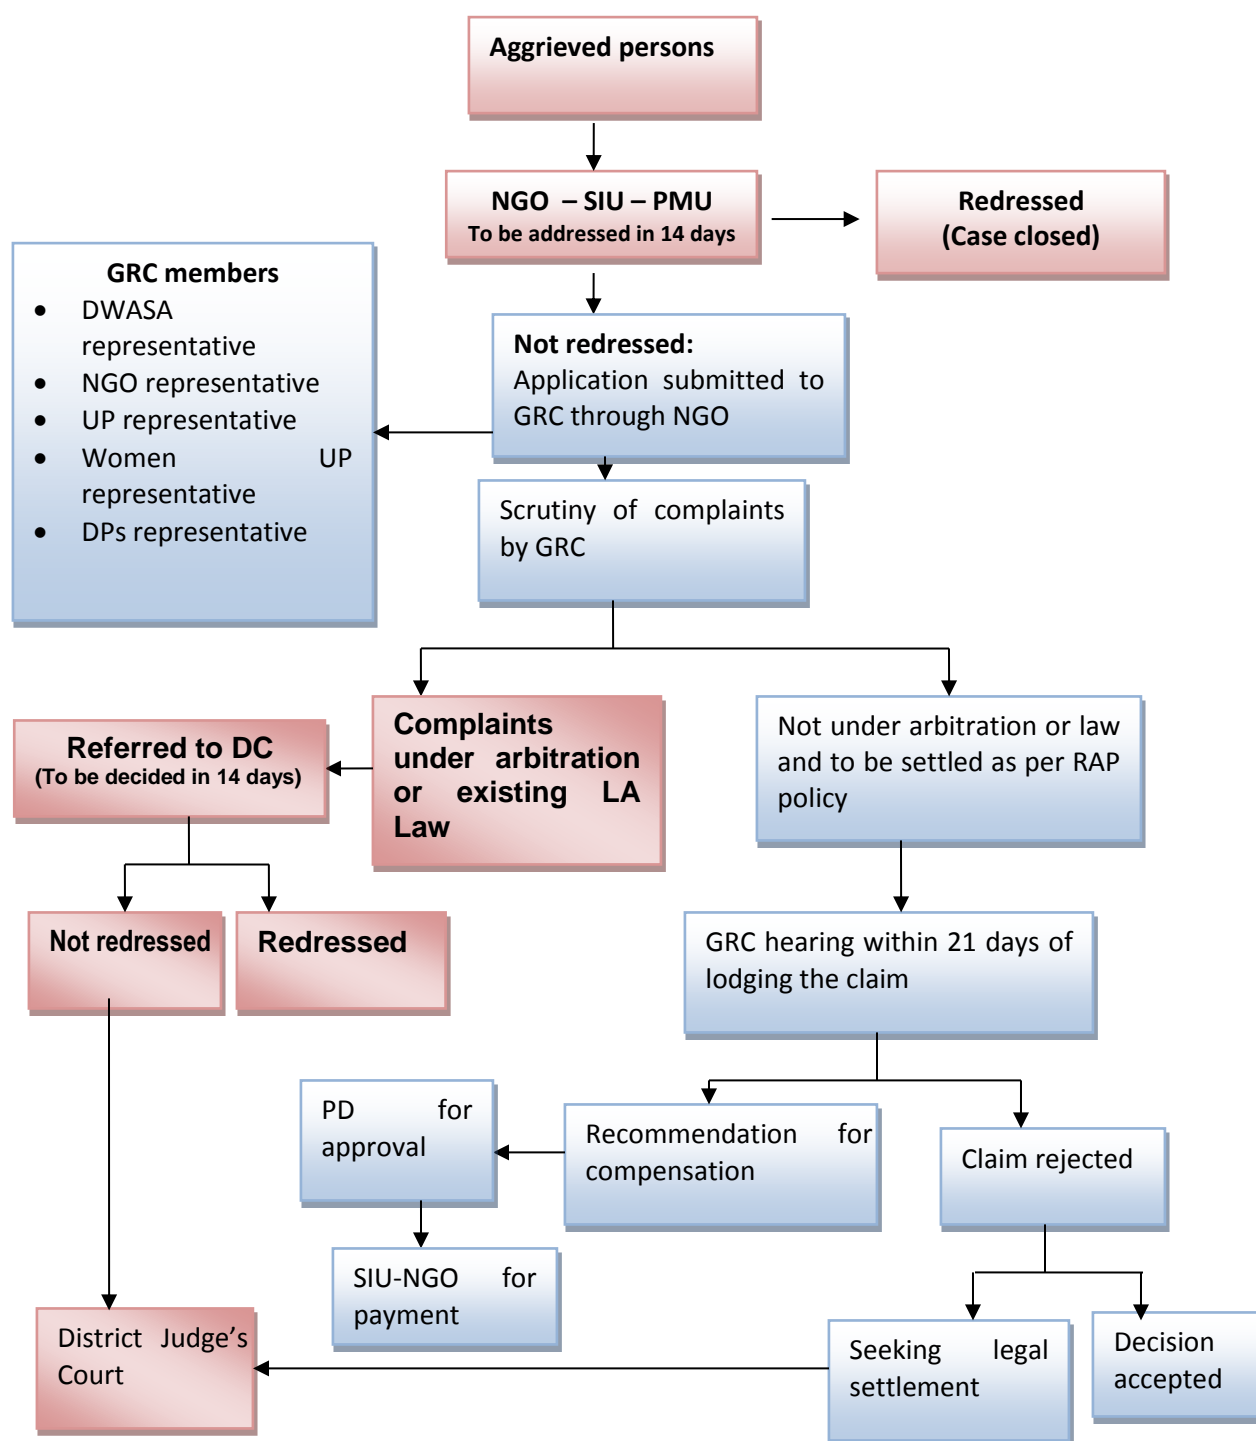 Aggrieved persons
NGO – SIU – PMU
To be addressed in 14 days
Redressed
(Case closed)
GRC members
• DWASA
representative
• NGO representative
• UP representative
• Women UP
representative
• DPs representative
Not redressed:
Application submitted to
GRC through NGO
Scrutiny of complaints
by GRC
Complaints
under arbitration
or existing LA
Law
Not under arbitration or law
and to be settled as per RAP
policy
Referred to DC
(To be decided in 14 days)
Not redressed
Redressed
GRC hearing within 21 days of
lodging the claim
PD for
approval
Recommendation for
compensation
Claim rejected
SIU-NGO for
payment
District Judge’s
Court
Seeking legal
settlement
Decision
accepted